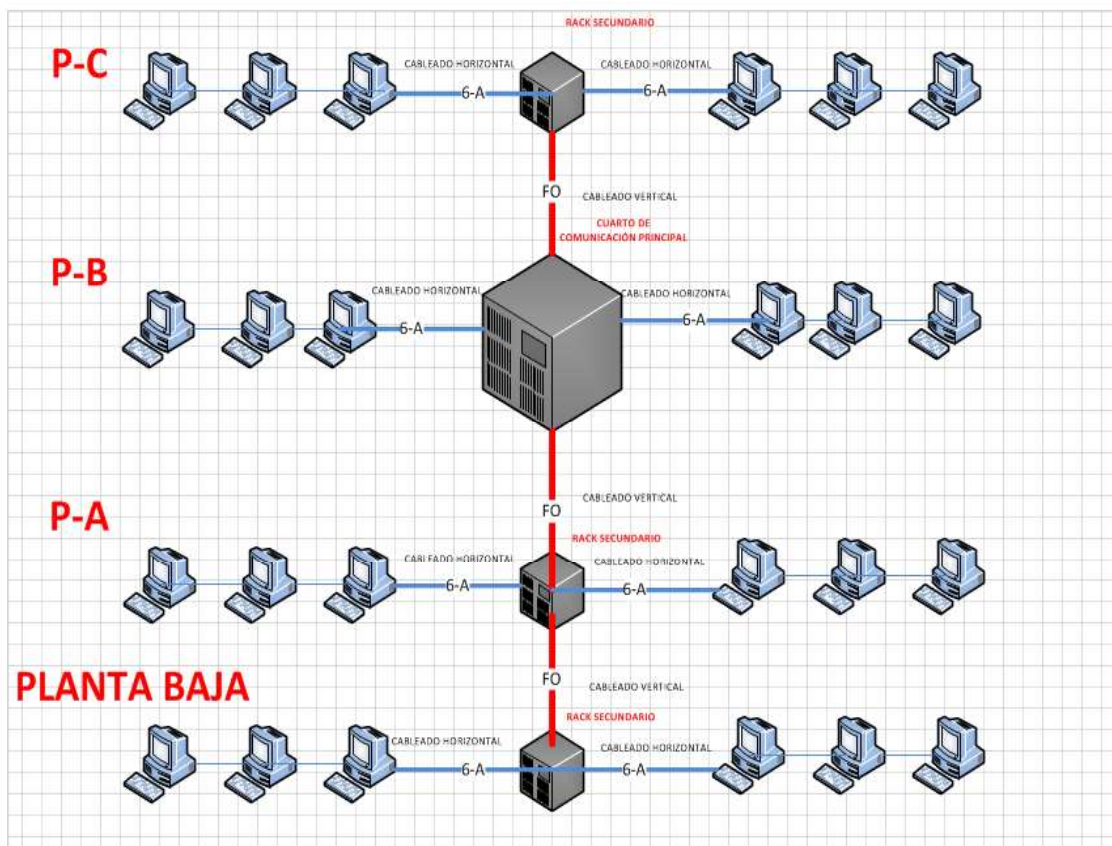 RACK SECUNDARIO
P-C
CABLEADO HORIZONTAL
CABLEADO HORIZONTAL
6-A
6-A
FO
CABLEADO VERTICAL
CUARTO DE
COMUNICACIÓN PRINCIPAL
P-B
CABLEADO HORIZONTAL
CABLEADO HORIZONTAL
6-A
6-A
CABLEADO VERTICAL
FO
P-A
RACK SECUNDARIO
CABLEADO HORIZONTAL
CABLEADO HORIZONTAL
6-A
6-A
FO
CABLEADO VERTICAL
PLANTA BAJA
RACK SECUNDARIO
CABLEADO HORIZONTAL
CABLEADO HORIZONTAL
6-A
6-A